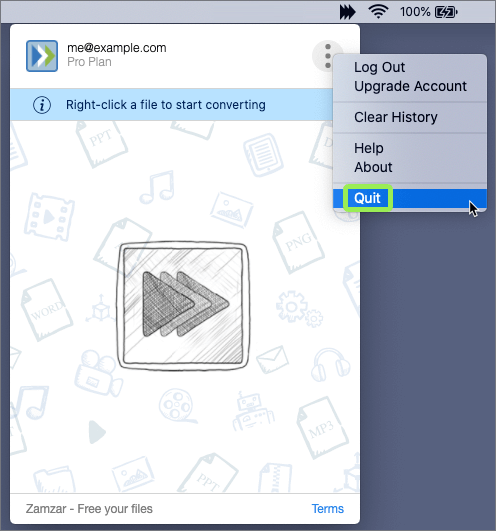 100%
me@example.com
Pro Plan
Log Out
Upgrade Account
Right-click a file to start converting
Clear History
Help
About
Quit
PPT
PNG
WORD
MP3
PPT
Zamzar - Free your files
Terms